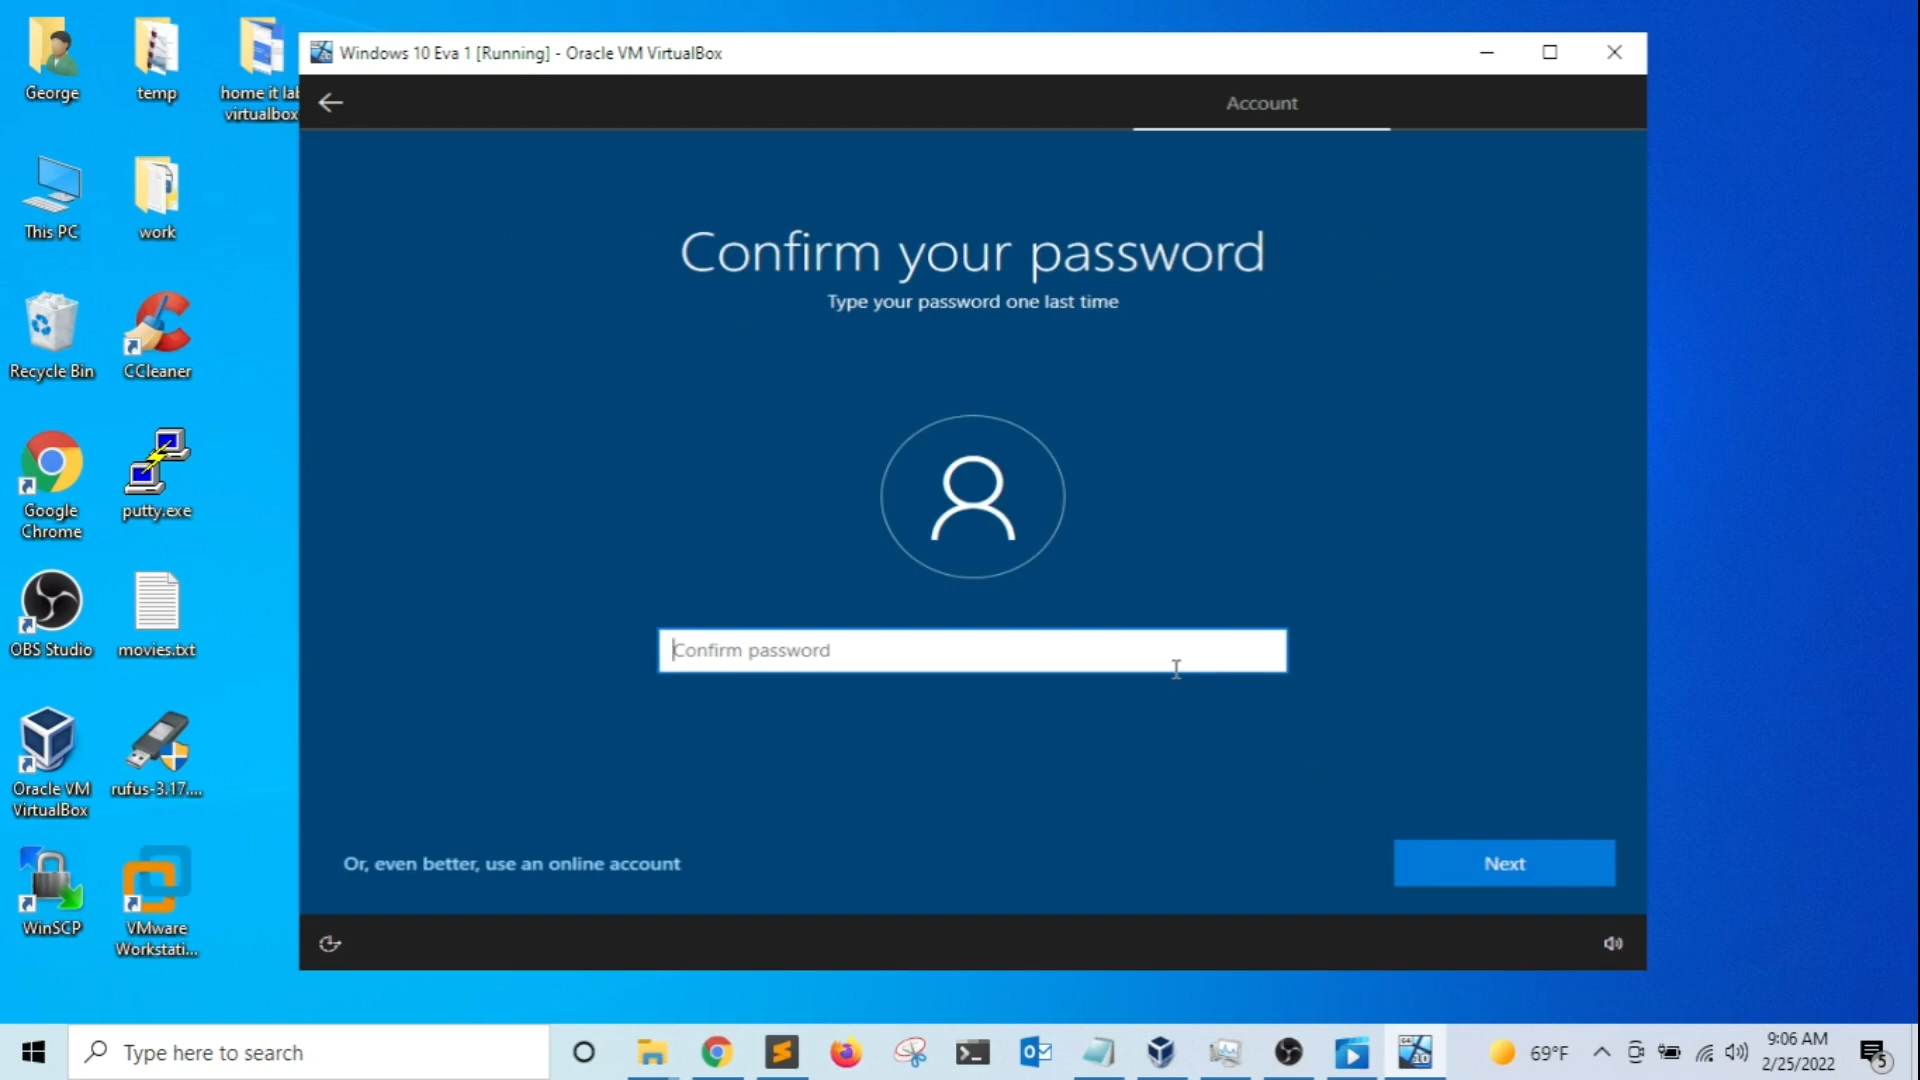 George
temp
home it lab
virtualbox
This PC
work
Recycle Bin
CCleaner
Google
Chrome
putty.exe
OBS Studio
movies.txt
Oracle VM
VirtualBox
rufus-3.17....
WinSCP
VMware
Workstati...
Windows 10 Eva 1 [Running] - Oracle VM VirtualBox
Account
Confirm your password
Type your password one last time
Confirm password
Or, even better, use an online account
Next
Type here to search
69°F
9:06 AM
2/25/2022
5